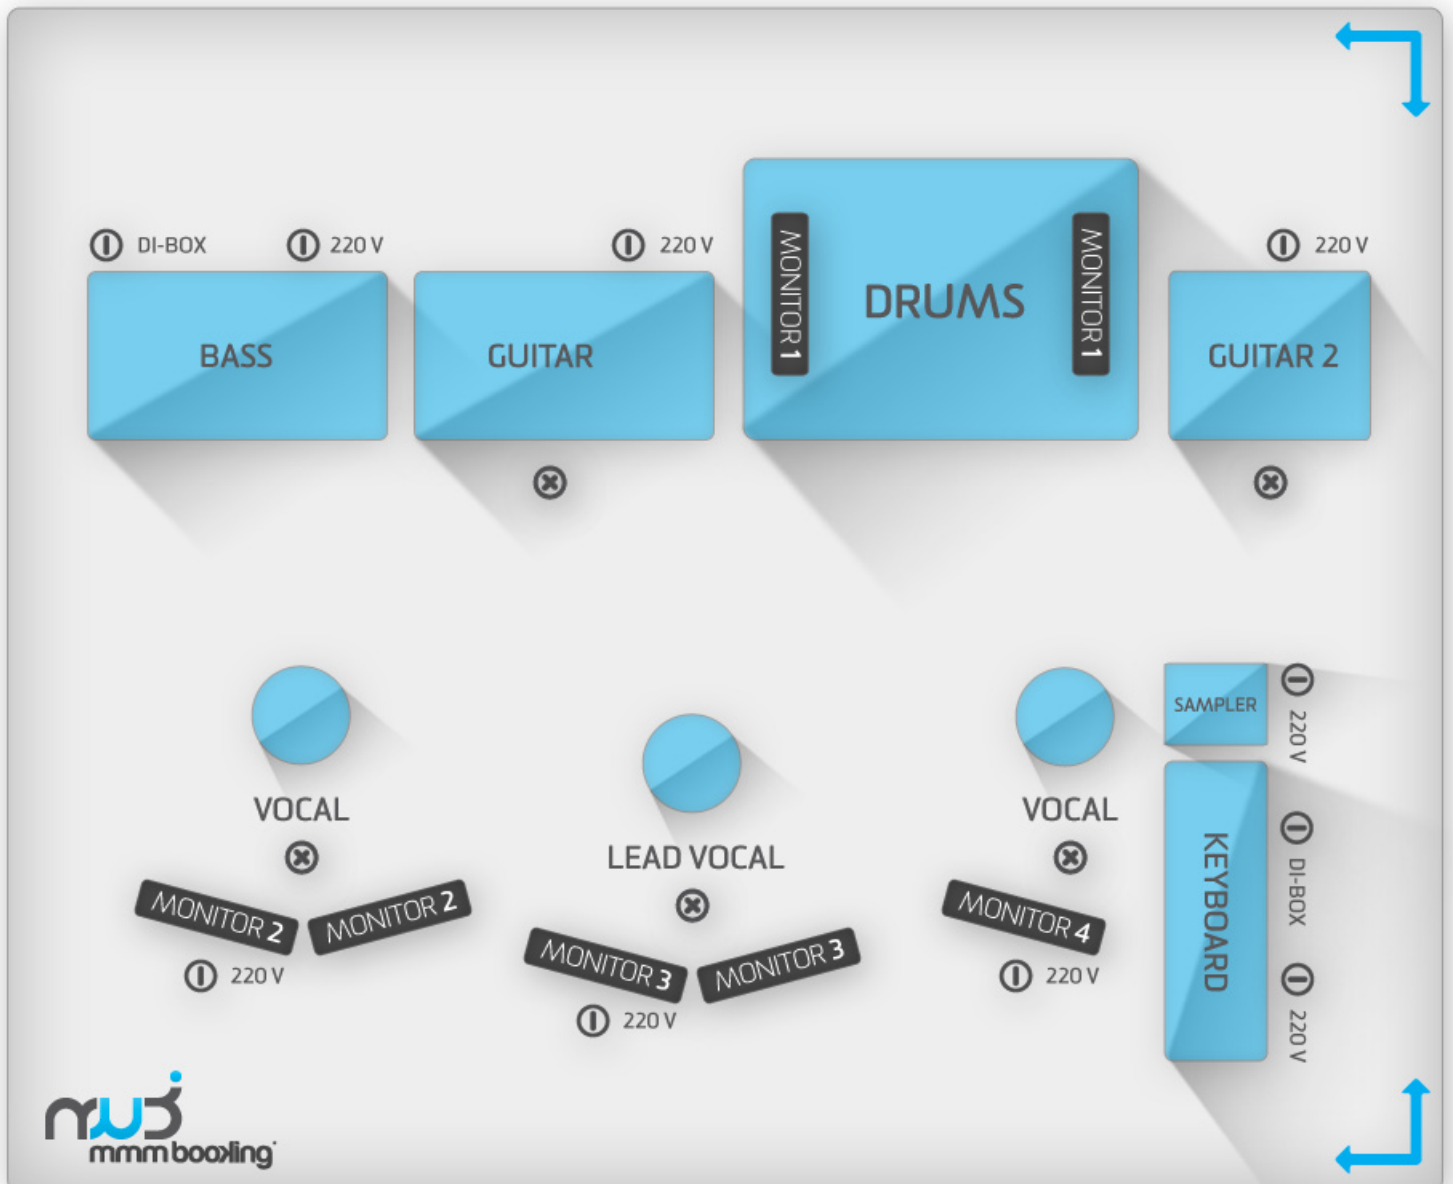 DI-BOX
220 V
220 V
220 V
BASS
GUITAR
MONITOR 1
DRUMS
MONITOR 1
GUITAR 2
VOCAL
MONITOR 2
MONITOR 2
220 V
LEAD VOCAL
MONITOR 3
MONITOR 3
220 V
VOCAL
MONITOR 4
220 V
SAMPLER
220 V
KEYBOARD
DI-BOX
220 V
mmm booking